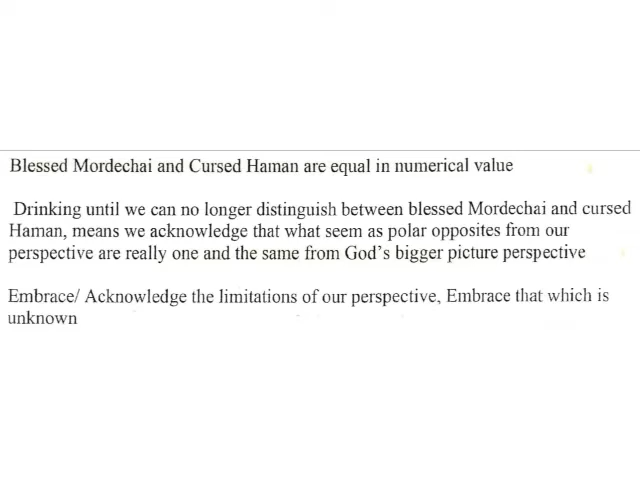 Blessed Mordechai and Cursed Haman are equal in numerical value
Drinking until we can no longer distinguish between blessed Mordechai and cursed
Haman, means we acknowledge that what seem as polar opposites from our
perspective are really one and the same from God's bigger picture perspective
Embrace/ Acknowledge the limitations of our perspective, Embrace that which is
unknown